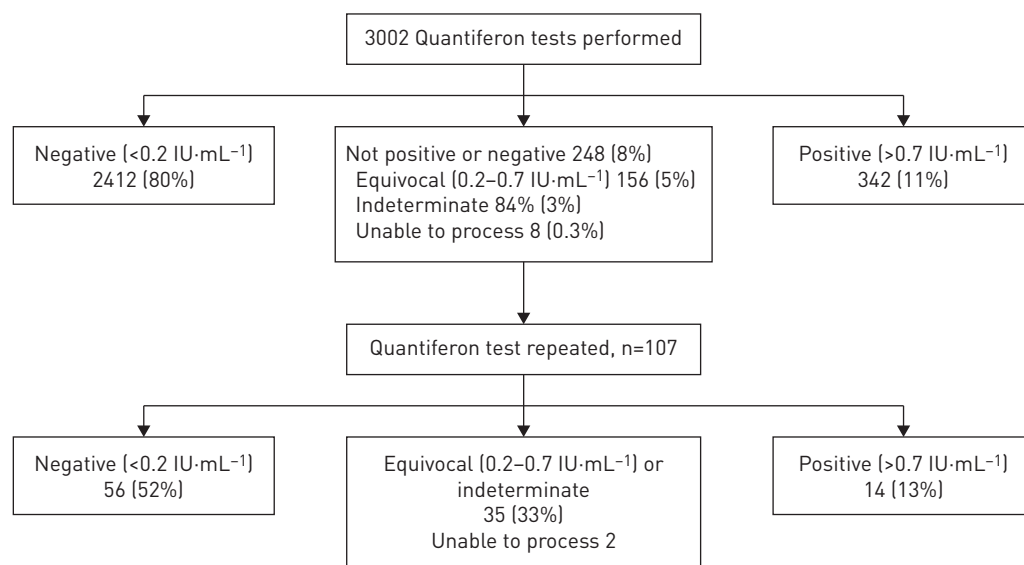 3002 Quantiferon tests performed
Negative (<0.2 IU·mL⁻¹)
2412 (80%)
Not positive or negative 248 (8%)
Equivocal (0.2–0.7 IU·mL⁻¹) 156 (5%)
Indeterminate 84% (3%)
Unable to process 8 (0.3%)
Positive (>0.7 IU·mL⁻¹)
342 (11%)
Quantiferon test repeated, n=107
Negative (<0.2 IU·mL⁻¹)
56 (52%)
Equivocal (0.2–0.7 IU·mL⁻¹) or
indeterminate
35 (33%)
Unable to process 2
Positive (>0.7 IU·mL⁻¹)
14 (13%)